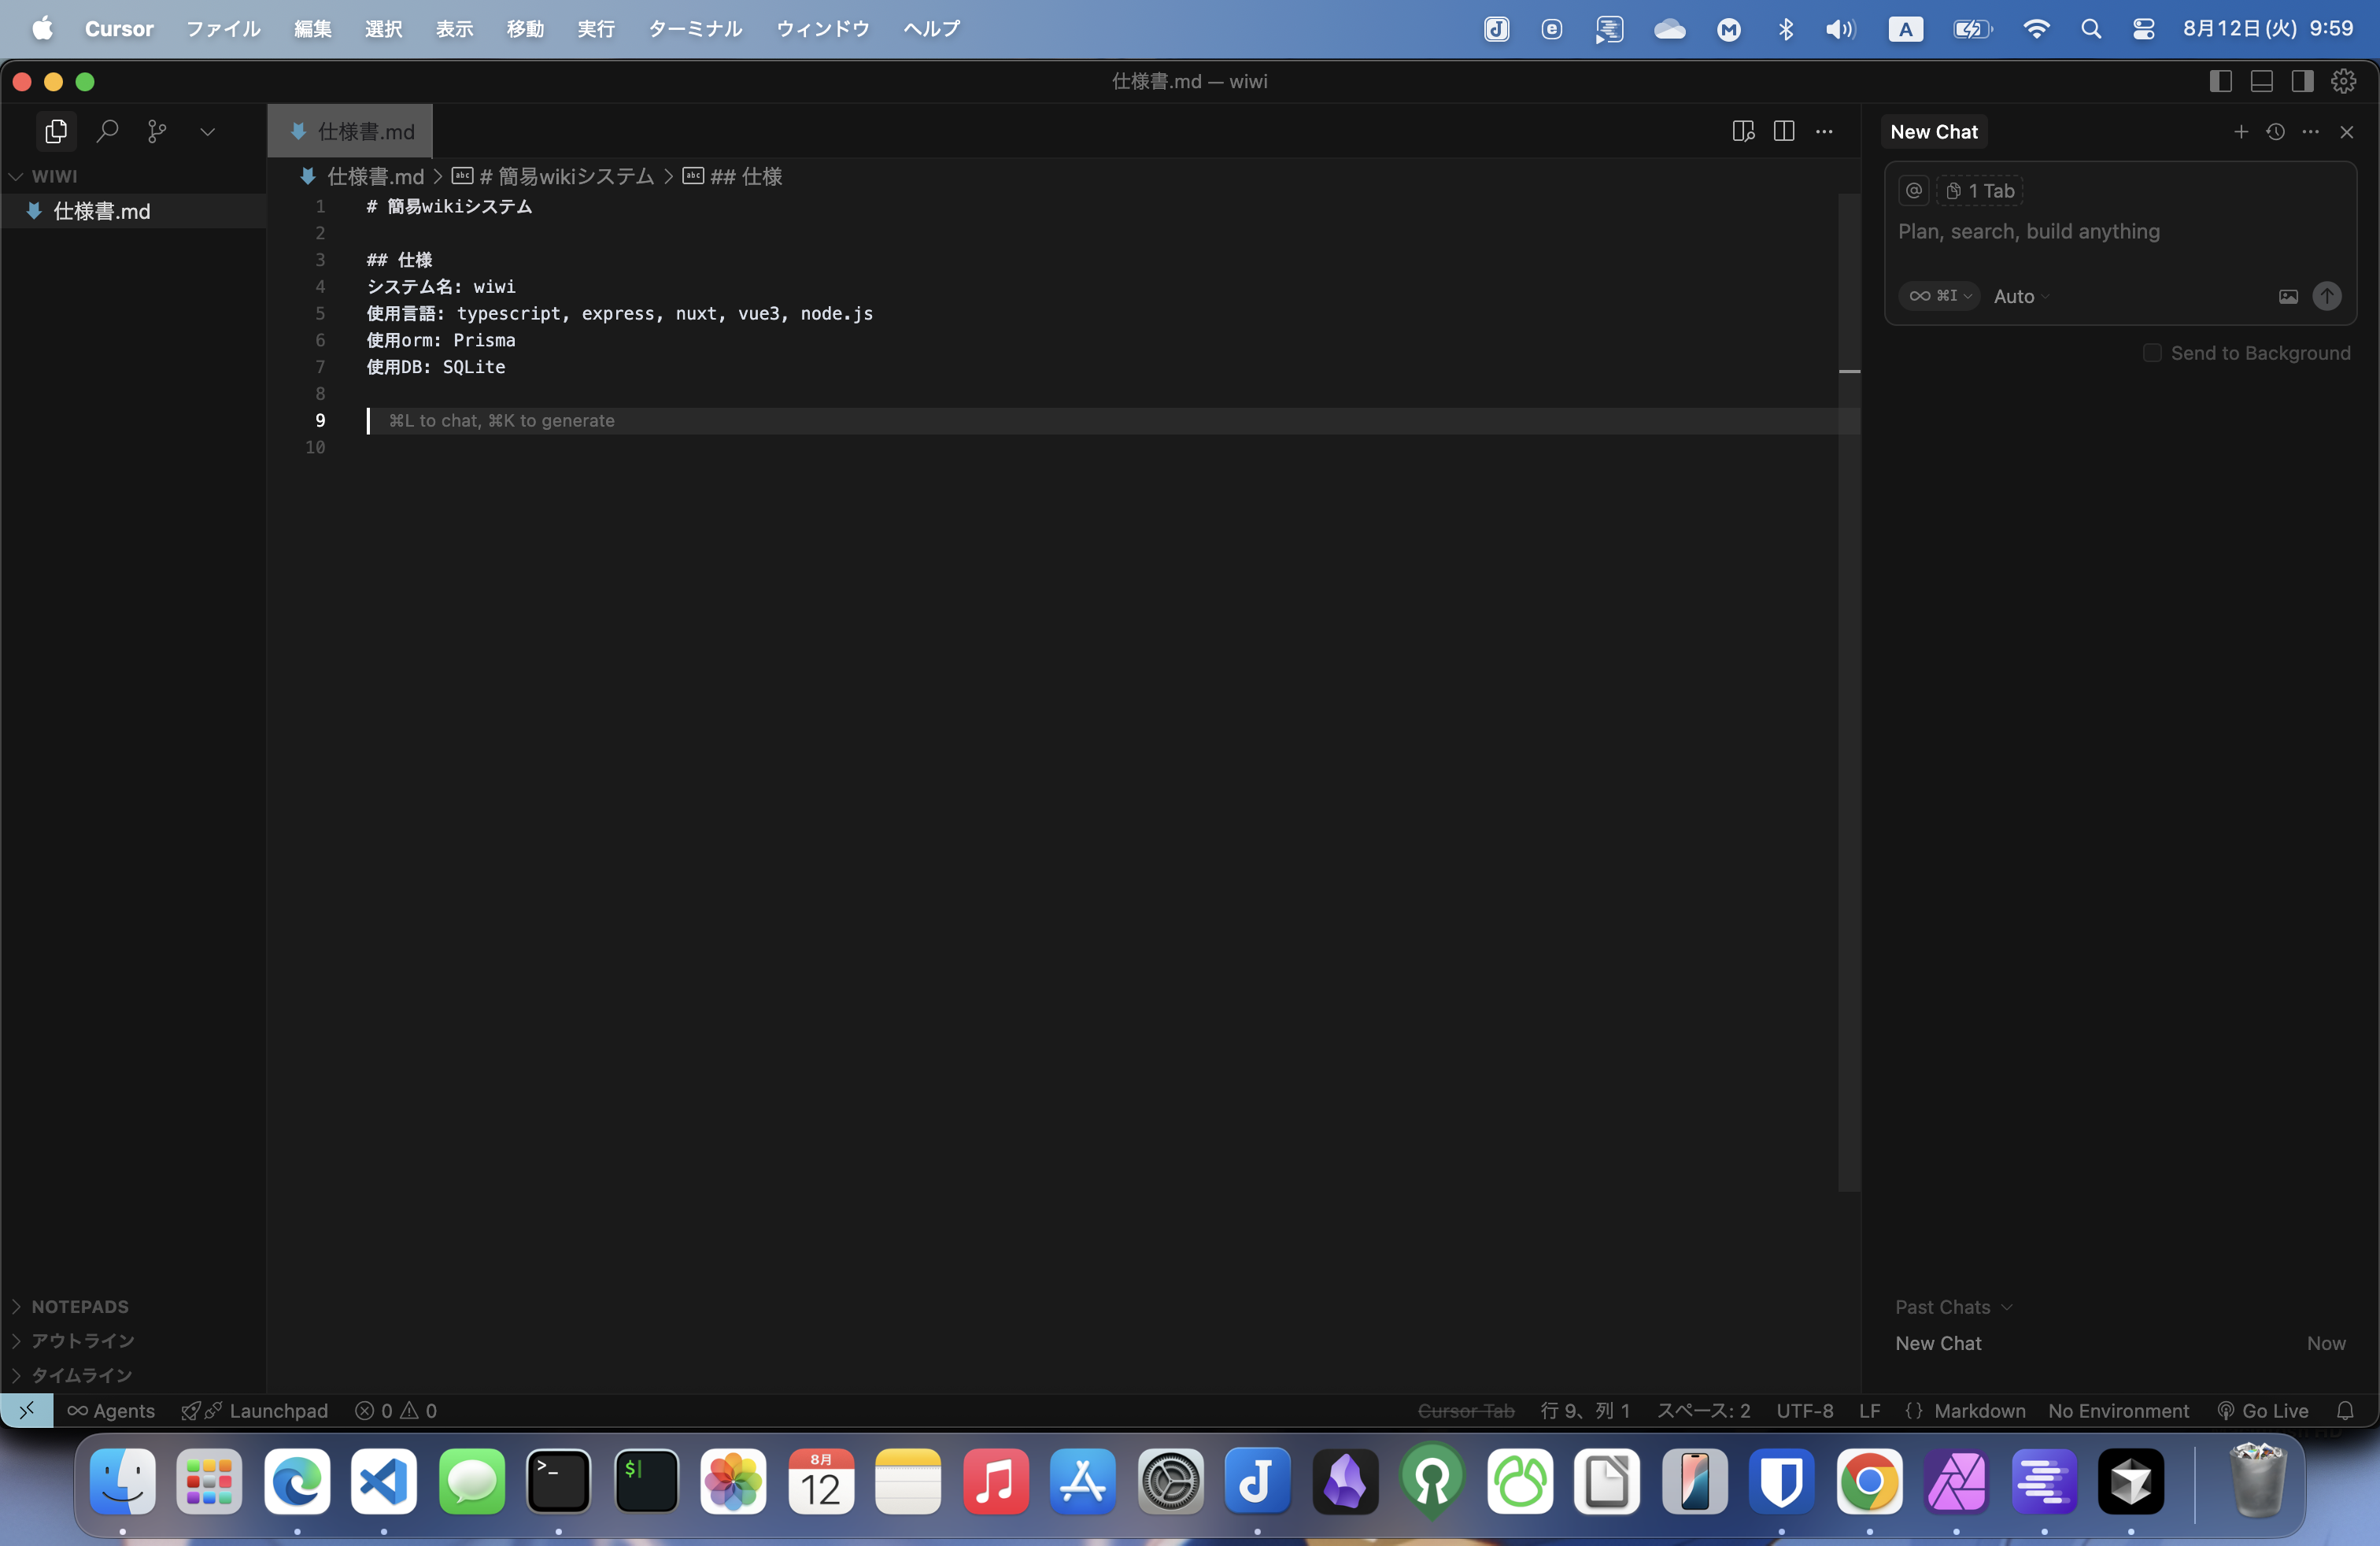 Cursor ファイル 編集 選択 表示 移動 実行 ターミナル ウィンドウ ヘルプ
A
8月12日(火) 9:59
仕様書.md — wiwi
仕様書.md
New Chat
WIWI
仕様書.md
仕様書.md > # 簡易wikiシステム > ## 仕様
@ 1 Tab
Plan, search, build anything
∞ ⌘I Auto
Send to Background
1 # 簡易wikiシステム
2
3 ## 仕様
4 システム名: wiwi
5 使用言語: typescript, express, nuxt, vue3, node.js
6 使用orm: Prisma
7 使用DB: SQLite
8
9 ⌘L to chat, ⌘K to generate
10
NOTEPADS
アウトライン
タイムライン
Past Chats
New Chat Now
∞ Agents Launchpad 0 0
Cursor Tab 行 9、列 1 スペース: 2 UTF-8 LF {} Markdown No Environment Go Live
>_
$
8月
12